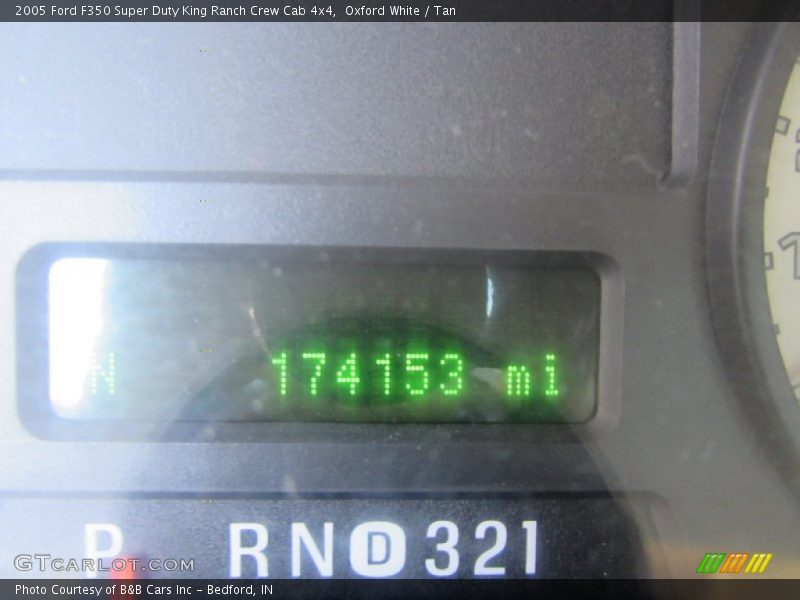 2005 Ford F350 Super Duty King Ranch Crew Cab 4x4, Oxford White / Tan
N 174153 mi
P R N D 3 2 1
GTCARLOT.COM
Photo Courtesy of B&B Cars Inc - Bedford, IN